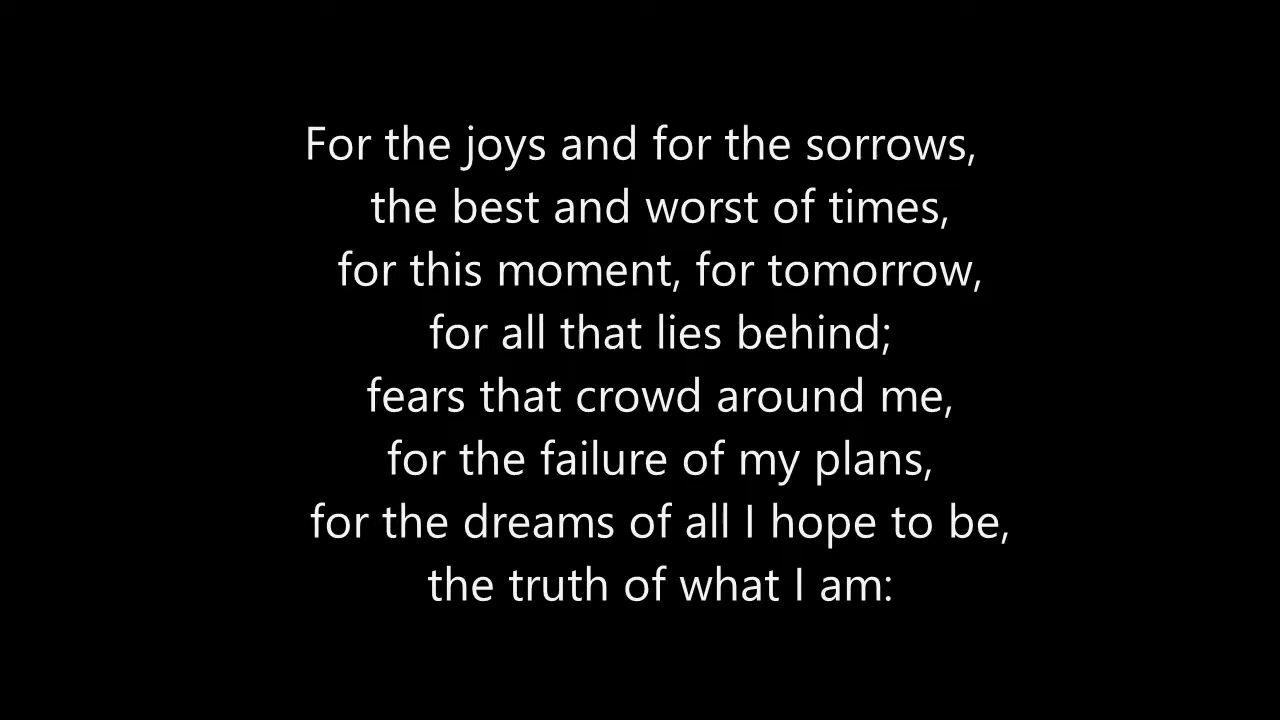 For the joys and for the sorrows,
the best and worst of times,
for this moment, for tomorrow,
for all that lies behind;
fears that crowd around me,
for the failure of my plans,
for the dreams of all I hope to be,
the truth of what I am: